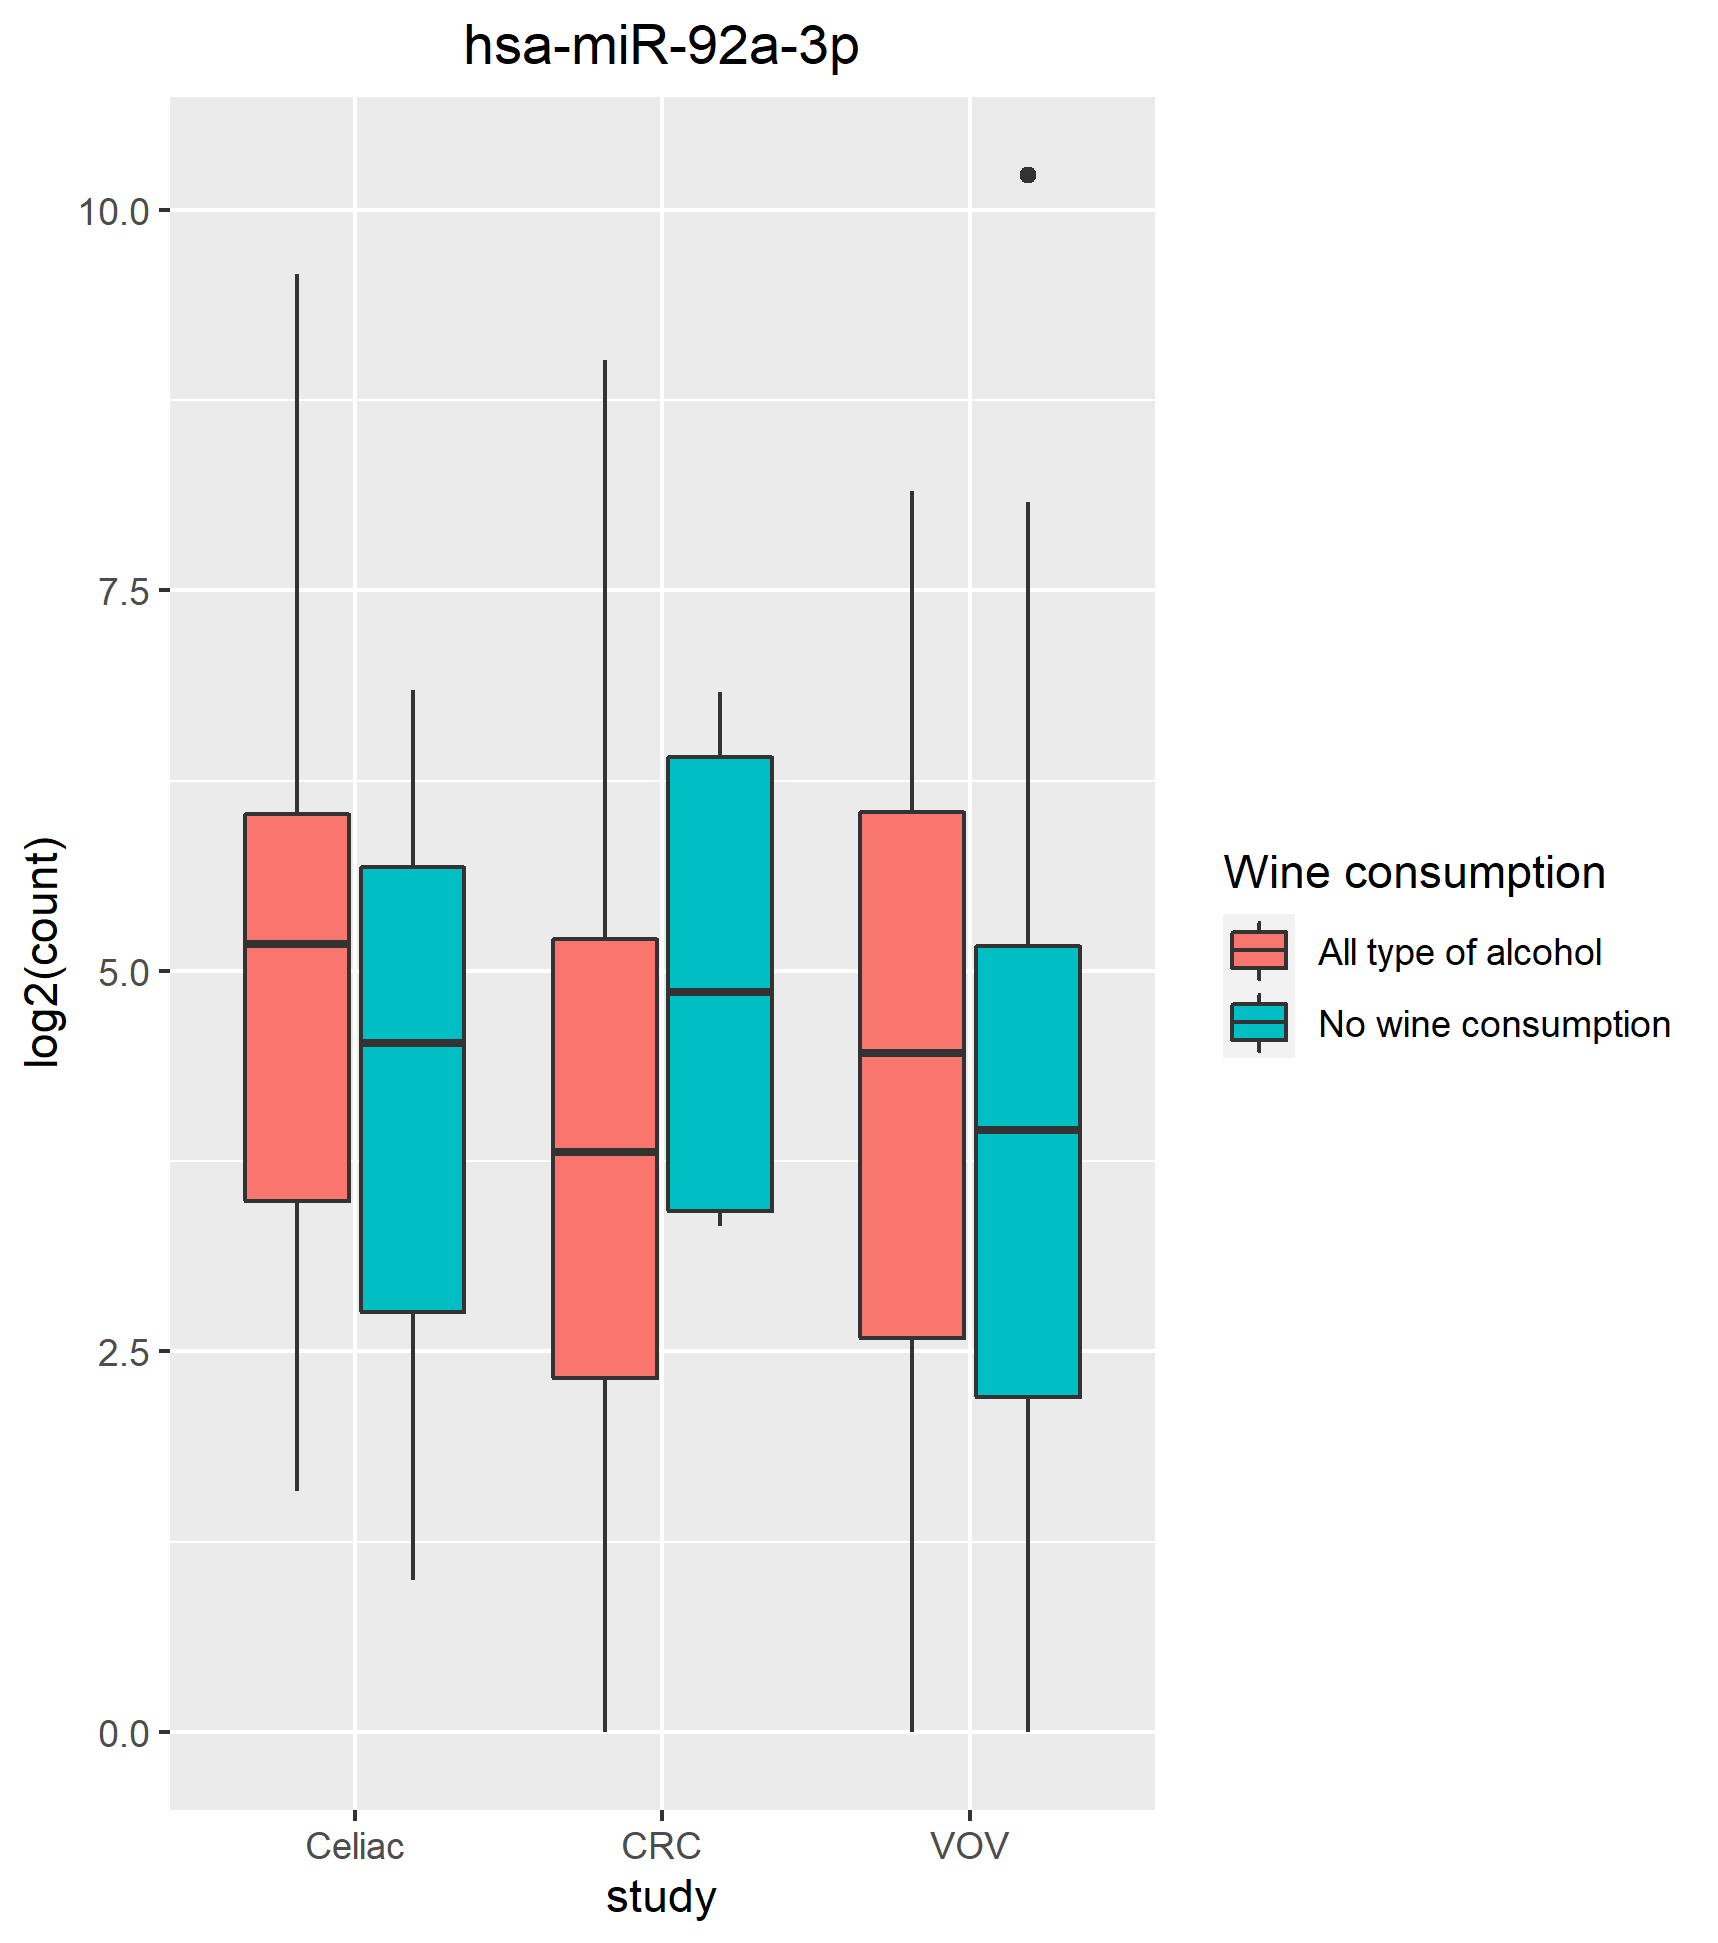 hsa-miR-92a-3p
10.0
7.5
5.0
2.5
0.0
log2(count)
Celiac CRC VOV
study
Wine consumption
All type of alcohol
No wine consumption